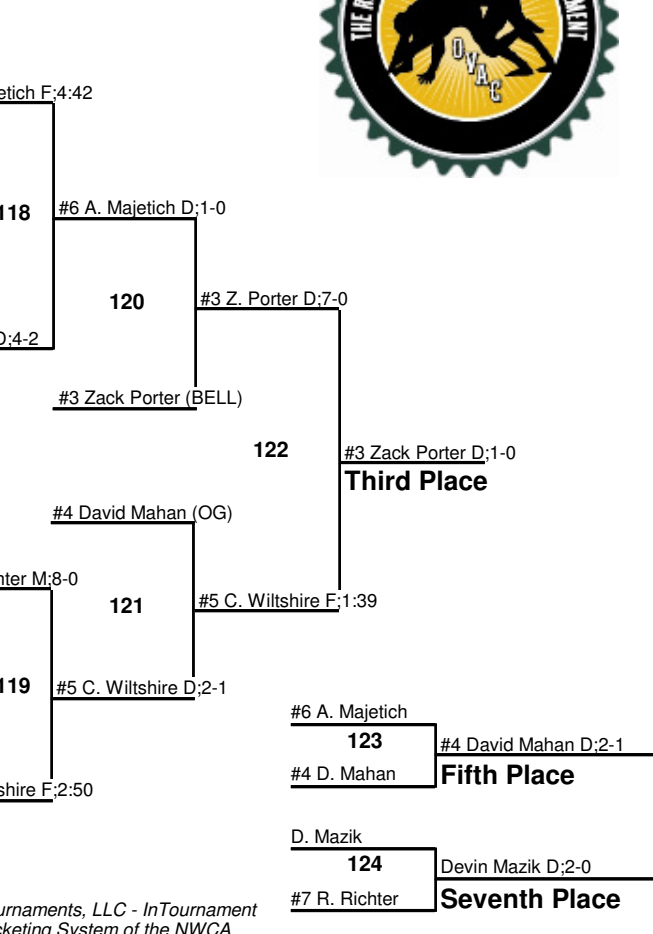 THE R
MENT
OVAC
etich F;4:42
118
#6 A. Majetich D;1-0
120
#3 Z. Porter D;7-0
D;4-2
#3 Zack Porter (BELL)
122
#3 Zack Porter D;1-0
Third Place
#4 David Mahan (OG)
nter M;8-0
121
#5 C. Wiltshire F;1:39
119
#5 C. Wiltshire D;2-1
#6 A. Majetich
123
#4 David Mahan D;2-1
#4 D. Mahan
Fifth Place
shire F;2:50
D. Mazik
124
Devin Mazik D;2-0
#7 R. Richter
Seventh Place
urnaments, LLC - InTournament
cketing System of the NWCA